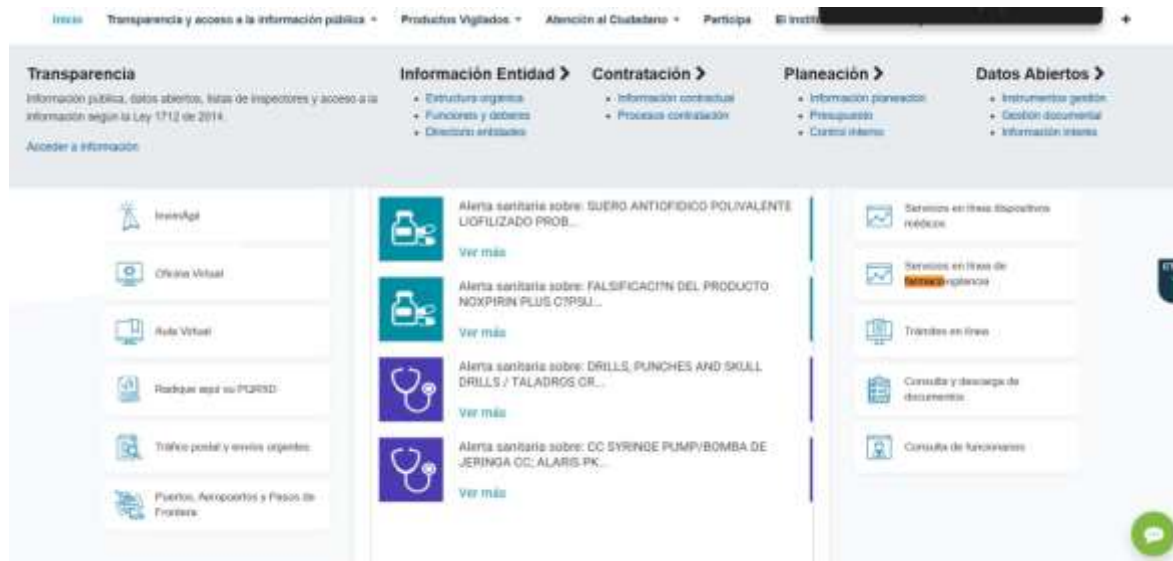 Inicio
Transparencia y acceso a la información pública
Productos Vigilados
Atención al Ciudadano
Participa
Transparencia
Información pública, datos abiertos, listas de inspectores y acceso a la
información según la Ley 1712 de 2014.
Acceder a información
Información Entidad
Estructura orgánica
Funciones y deberes
Directorio entidades
Contratación
Información contractual
Procesos contratación
Planeación
Información planeación
Presupuesto
Control interno
Datos Abiertos
Instrumentos gestión
Gestión documental
Información interés
InvimÁgil
Oficina Virtual
Aula Virtual
Radique aquí su PQRSD
Tráfico postal y envíos urgentes
Puertos, Aeropuertos y Pasos de
Frontera
Alerta sanitaria sobre: SUERO ANTIOFIDICO POLIVALENTE
LIOFILIZADO PROB...
Ver más
Alerta sanitaria sobre: FALSIFICACI?N DEL PRODUCTO
NOXPIRIN PLUS C?PSU...
Ver más
Alerta sanitaria sobre: DRILLS, PUNCHES AND SKULL
DRILLS / TALADROS CR...
Ver más
Alerta sanitaria sobre: CC SYRINGE PUMP/BOMBA DE
JERINGA CC; ALARIS PK...
Ver más
Servicios en línea dispositivos
médicos
Servicios en línea de
farmacovigilancia
Trámites en línea
Consulta y descarga de
documentos
Consulta de funcionarios